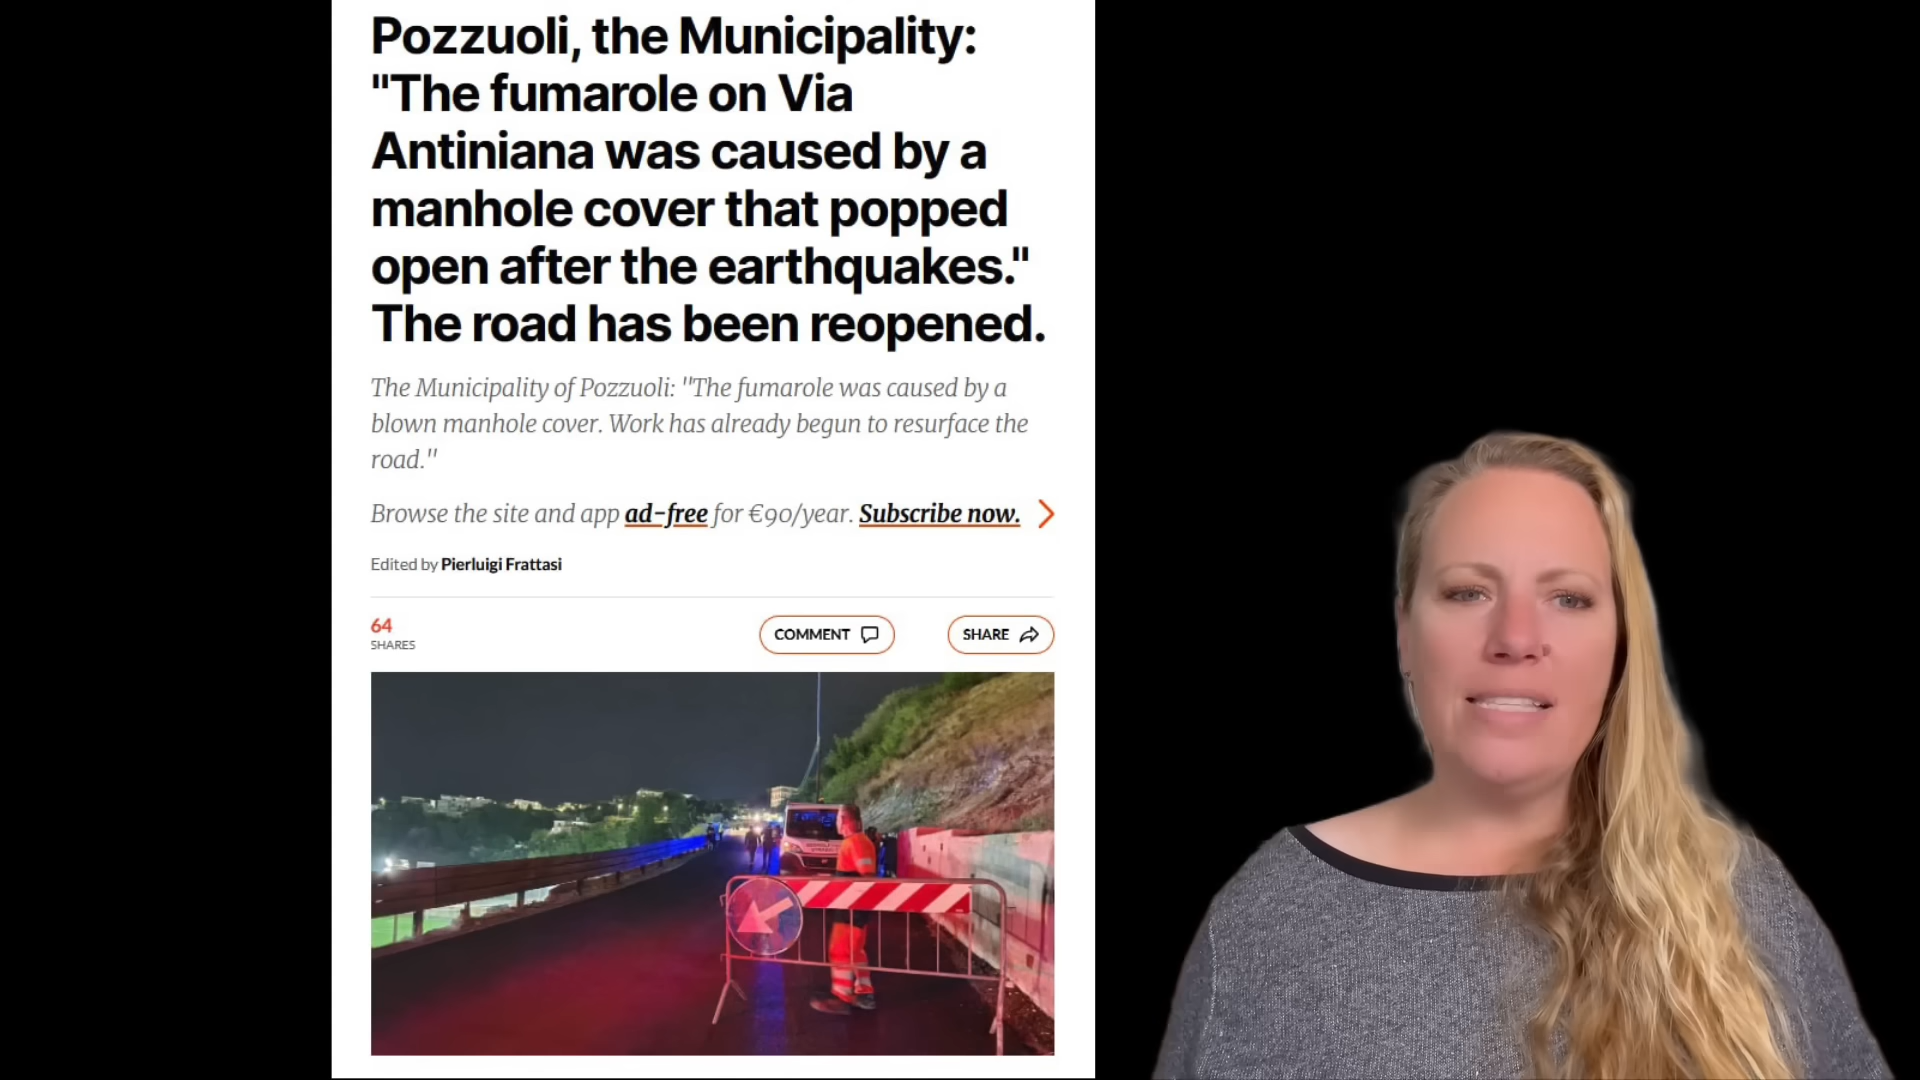 Pozzuoli, the Municipality:
"The fumarole on Via
Antiniana was caused by a
manhole cover that popped
open after the earthquakes."
The road has been reopened.
The Municipality of Pozzuoli: "The fumarole was caused by a
blown manhole cover. Work has already begun to resurface the
road."
Browse the site and app ad-free for €90/year. Subscribe now.
Edited by Pierluigi Frattasi
64
SHARES
COMMENT
SHARE